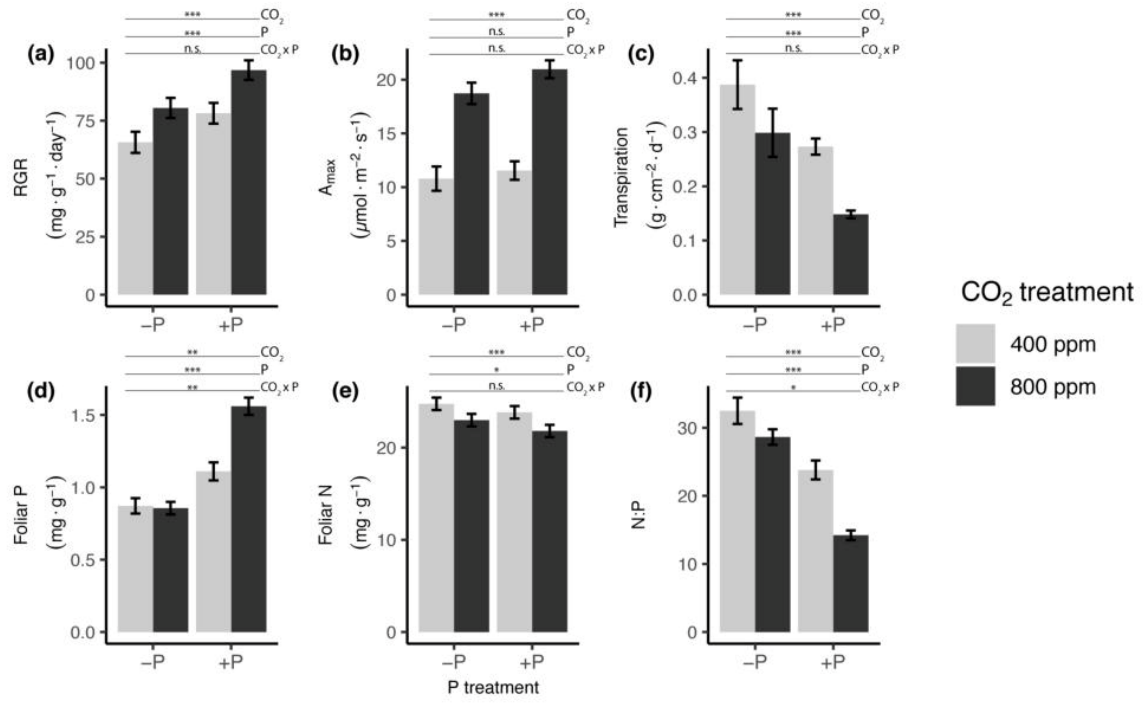 *** CO₂
*** P
n.s. CO₂ x P
(a)
100
75
50
25
0
RGR
(mg · g⁻¹ · day⁻¹)
−P +P
*** CO₂
n.s. P
n.s. CO₂ x P
(b)
20
15
10
5
0
Amax
(µmol · m⁻² · s⁻¹)
−P +P
*** CO₂
*** P
n.s. CO₂ x P
(c)
0.4
0.3
0.2
0.1
0.0
Transpiration
(g · cm⁻² · d⁻¹)
−P +P
** CO₂
*** P
** CO₂ x P
(d)
1.5
1.0
0.5
0.0
Foliar P
(mg · g⁻¹)
−P +P
*** CO₂
* P
n.s. CO₂ x P
(e)
20
10
0
Foliar N
(mg · g⁻¹)
−P +P
P treatment
*** CO₂
*** P
* CO₂ x P
(f)
30
20
10
0
N:P
−P +P
CO₂ treatment
400 ppm
800 ppm